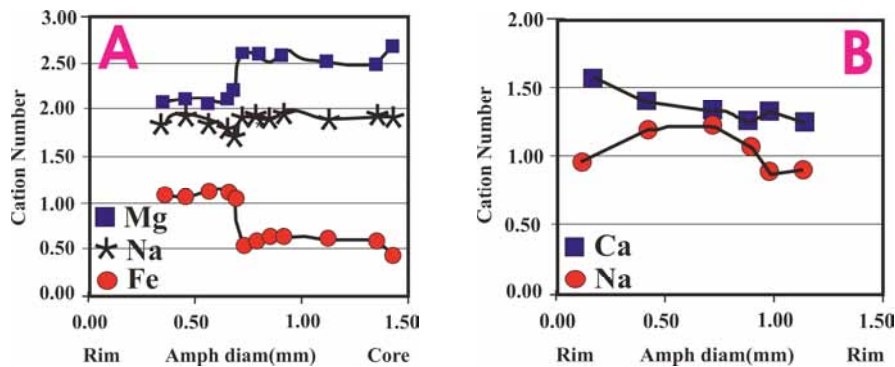 A
Cation Number
3.00
2.50
2.00
1.50
1.00
0.50
0.00
Mg
Na
Fe
0.00 0.50 1.00 1.50
Rim Amph diam(mm) Core
B
Cation Number
2.00
1.50
1.00
0.50
0.00
Ca
Na
0.00 0.50 1.00 1.50
Rim Amph diam(mm) Rim